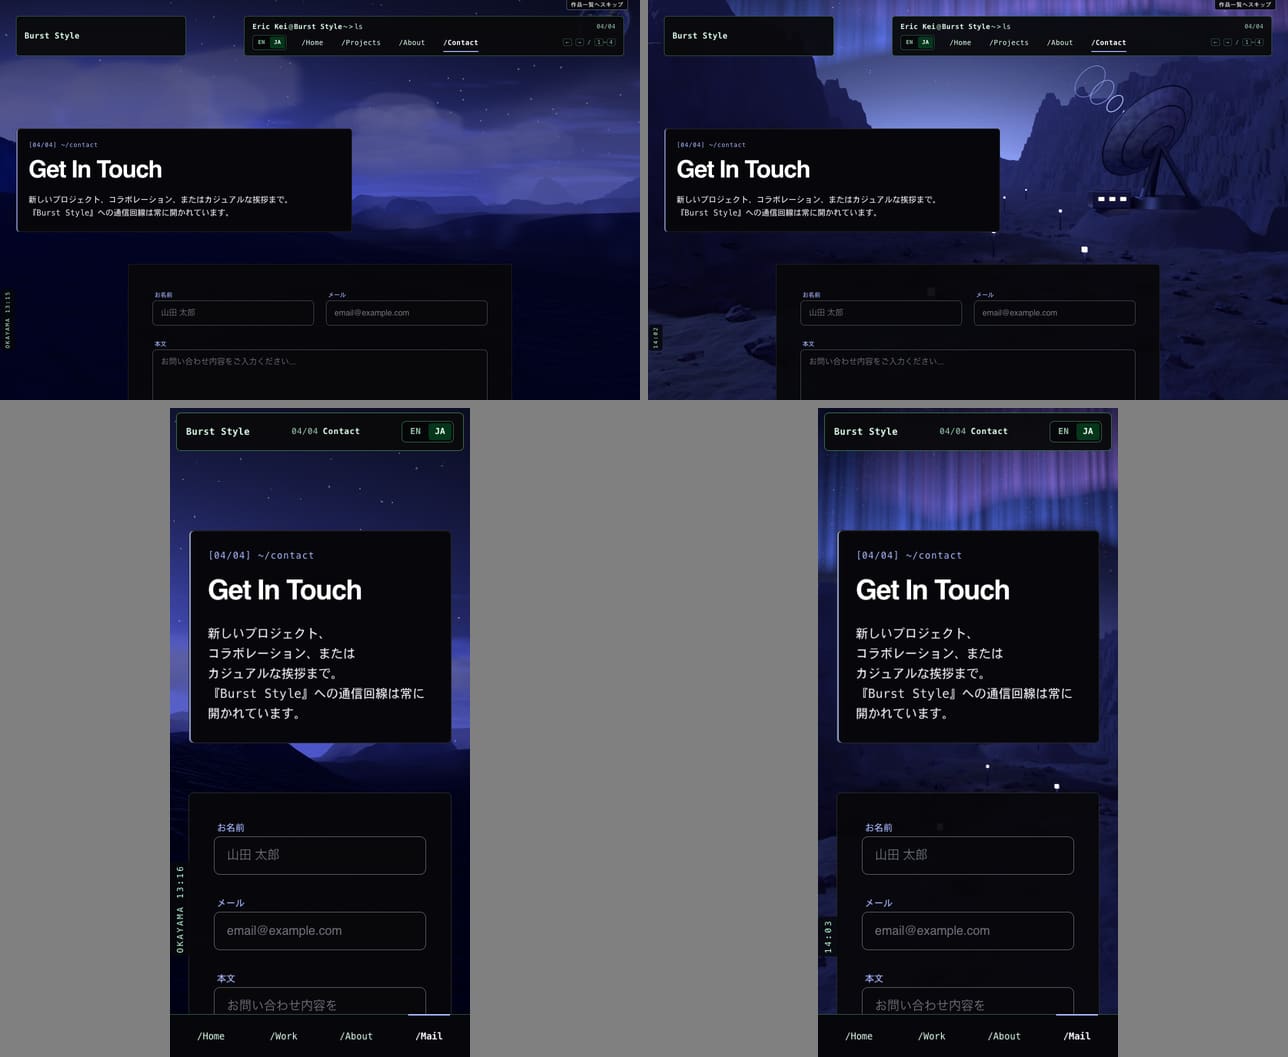 作品一覧へスキップ
Burst Style
Eric Kei@Burst Style~>ls
04/04
EN JA /Home /Projects /About /Contact
← → / 1-4
[04/04] ~/contact
Get In Touch
新しいプロジェクト、コラボレーション、またはカジュアルな挨拶まで。
『Burst Style』への通信回線は常に開かれています。
お名前
山田 太郎
メール
email@example.com
本文
お問い合わせ内容をご入力ください...
OKAYAMA 13:15
作品一覧へスキップ
Burst Style
Eric Kei@Burst Style~>ls
04/04
EN JA /Home /Projects /About /Contact
← → / 1-4
[04/04] ~/contact
Get In Touch
新しいプロジェクト、コラボレーション、またはカジュアルな挨拶まで。
『Burst Style』への通信回線は常に開かれています。
お名前
山田 太郎
メール
email@example.com
本文
お問い合わせ内容をご入力ください...
14:02
Burst Style 04/04 Contact EN JA
[04/04] ~/contact
Get In Touch
新しいプロジェクト、
コラボレーション、または
カジュアルな挨拶まで。
『Burst Style』への通信回線は常に
開かれています。
お名前
山田 太郎
メール
email@example.com
本文
お問い合わせ内容を
OKAYAMA 13:16
/Home /Work /About /Mail
Burst Style 04/04 Contact EN JA
[04/04] ~/contact
Get In Touch
新しいプロジェクト、
コラボレーション、または
カジュアルな挨拶まで。
『Burst Style』への通信回線は常に
開かれています。
お名前
山田 太郎
メール
email@example.com
本文
お問い合わせ内容を
14:03
/Home /Work /About /Mail